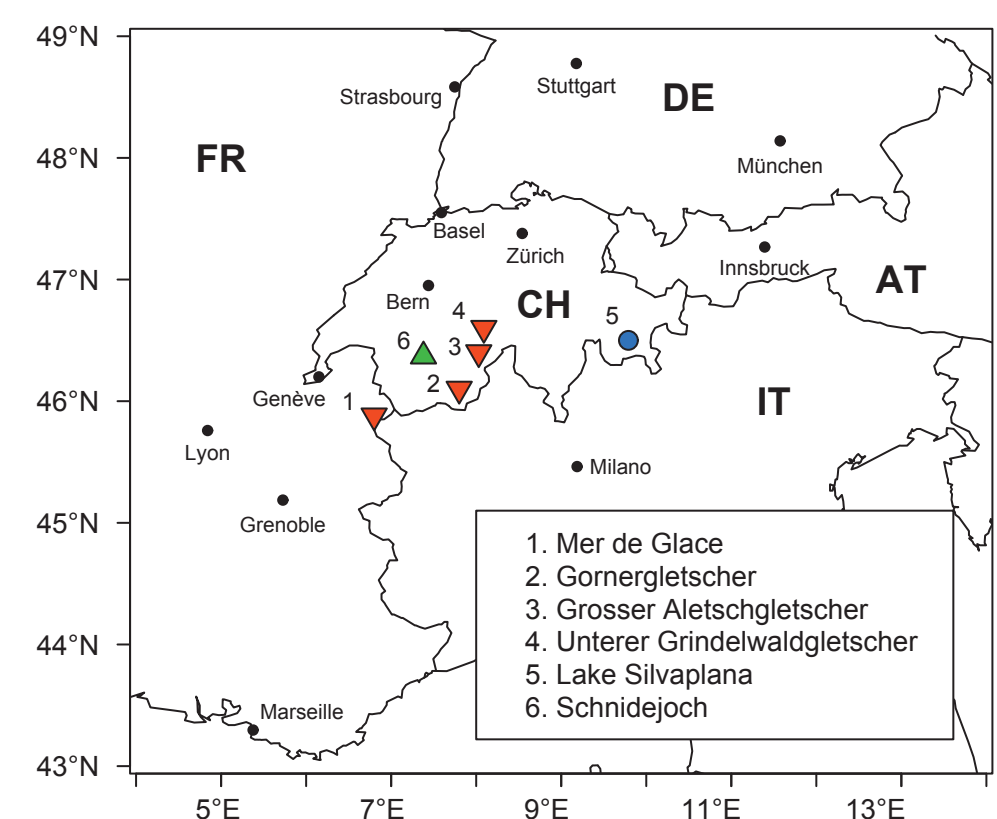 49°N
48°N
47°N
46°N
45°N
44°N
43°N
5°E 7°E 9°E 11°E 13°E
FR
DE
CH
AT
IT
Strasbourg
Stuttgart
München
Basel
Zürich
Innsbruck
Bern
Genève
Lyon
Grenoble
Milano
Marseille
4
5
6
3
2
1
1. Mer de Glace
2. Gornergletscher
3. Grosser Aletschgletscher
4. Unterer Grindelwaldgletscher
5. Lake Silvaplana
6. Schnidejoch